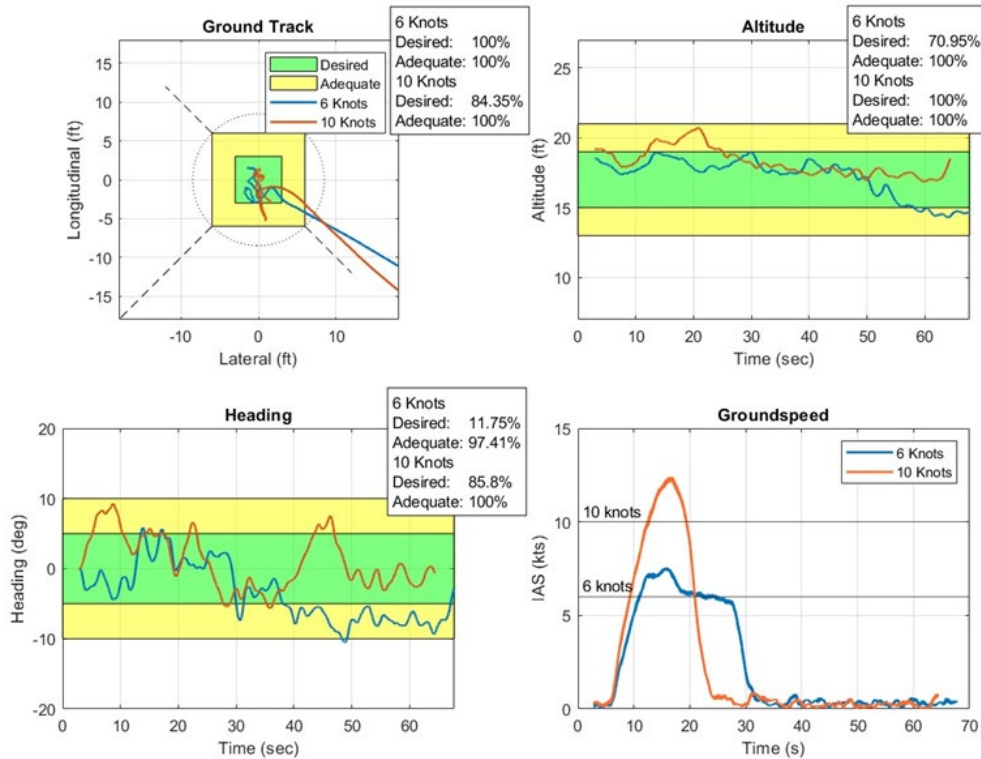 Ground Track
6 Knots
Desired: 100%
Adequate: 100%
10 Knots
Desired: 84.35%
Adequate: 100%
Desired
Adequate
6 Knots
10 Knots
15
10
5
0
-5
-10
-15
Longitudinal (ft)
-10
0
10
Lateral (ft)
Altitude
6 Knots
Desired: 70.95%
Adequate: 100%
10 Knots
Desired: 100%
Adequate: 100%
25
20
15
10
Altitude (ft)
0
10
20
30
40
50
60
Time (sec)
Heading
6 Knots
Desired: 11.75%
Adequate: 97.41%
10 Knots
Desired: 85.8%
Adequate: 100%
20
10
0
-10
-20
Heading (deg)
0
10
20
30
40
50
60
Time (sec)
Groundspeed
6 Knots
10 Knots
15
10
5
0
IAS (kts)
10 knots
6 knots
0
10
20
30
40
50
60
70
Time (s)